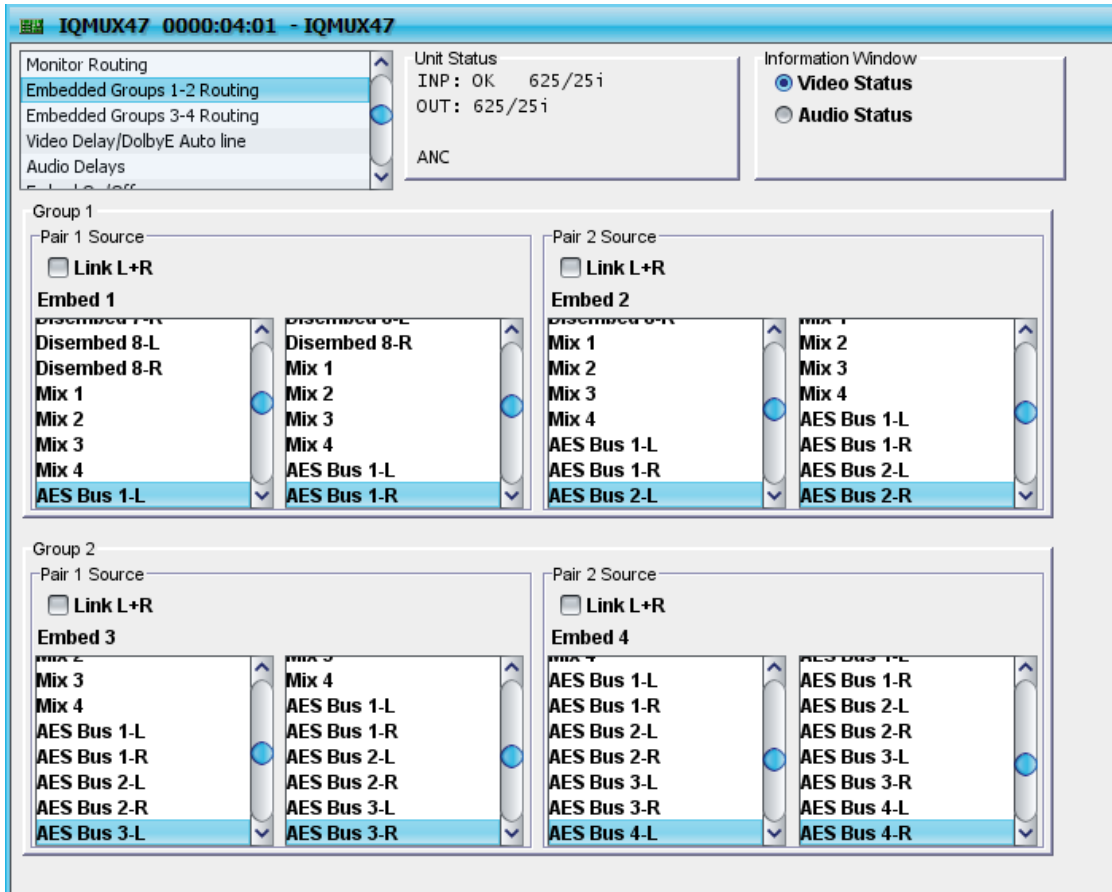 IQMUX47 0000:04:01 - IQMUX47
Monitor Routing
Embedded Groups 1-2 Routing
Embedded Groups 3-4 Routing
Video Delay/DolbyE Auto line
Audio Delays
Unit Status
INP: OK 625/25i
OUT: 625/25i
ANC
Information Window
Video Status
Audio Status
Group 1
Pair 1 Source
Link L+R
Embed 1
Disembed 8-L
Disembed 8-R
Mix 1
Mix 2
Mix 3
Mix 4
AES Bus 1-L
Disembed 8-R
Mix 1
Mix 2
Mix 3
Mix 4
AES Bus 1-L
AES Bus 1-R
Pair 2 Source
Link L+R
Embed 2
Mix 1
Mix 2
Mix 3
Mix 4
AES Bus 1-L
AES Bus 1-R
AES Bus 2-L
Mix 2
Mix 3
Mix 4
AES Bus 1-L
AES Bus 1-R
AES Bus 2-L
AES Bus 2-R
Group 2
Pair 1 Source
Link L+R
Embed 3
Mix 3
Mix 4
AES Bus 1-L
AES Bus 1-R
AES Bus 2-L
AES Bus 2-R
AES Bus 3-L
Mix 4
AES Bus 1-L
AES Bus 1-R
AES Bus 2-L
AES Bus 2-R
AES Bus 3-L
AES Bus 3-R
Pair 2 Source
Link L+R
Embed 4
AES Bus 1-L
AES Bus 1-R
AES Bus 2-L
AES Bus 2-R
AES Bus 3-L
AES Bus 3-R
AES Bus 4-L
AES Bus 1-R
AES Bus 2-L
AES Bus 2-R
AES Bus 3-L
AES Bus 3-R
AES Bus 4-L
AES Bus 4-R